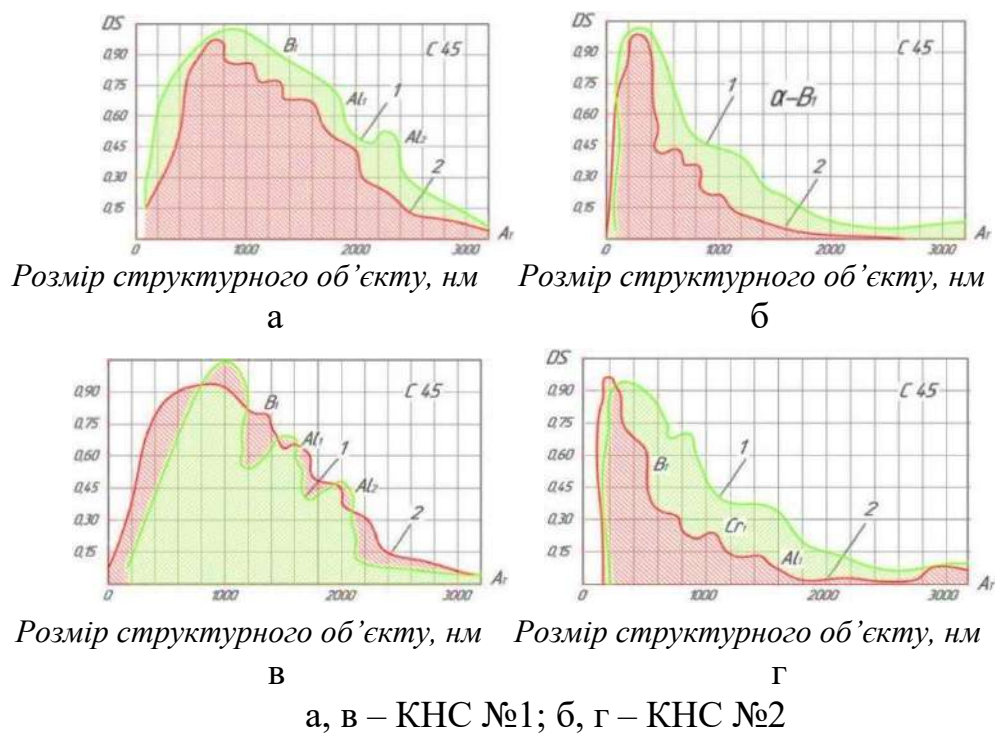 DS
0,90
0,75
0,60
0,45
0,30
0,15
0
1000
2000
3000
Аг
С 45
B₁
Al₁
1
Al₂
2
Розмір структурного об’єкту, нм
а
DS
0,90
0,75
0,60
0,45
0,30
0,15
0
1000
2000
3000
Аг
С 45
1
α–B₁
2
Розмір структурного об’єкту, нм
б
DS
0,90
0,75
0,60
0,45
0,30
0,15
0
1000
2000
3000
Аг
С 45
B₁
Al₁
1
Al₂
2
Розмір структурного об’єкту, нм
в
DS
0,90
0,75
0,60
0,45
0,30
0,15
0
1000
2000
3000
Аг
С 45
1
B₁
Cr₁
2
Al₁
Розмір структурного об’єкту, нм
г
а, в – КНС №1; б, г – КНС №2